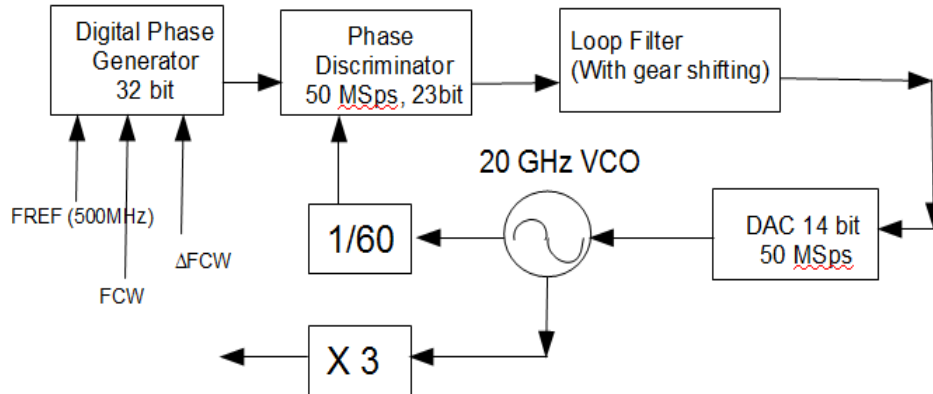 Digital Phase
Generator
32 bit
Phase
Discriminator
50 MSps, 23bit
Loop Filter
(With gear shifting)
20 GHz VCO
FREF (500MHz)
FCW
ΔFCW
1/60
DAC 14 bit
50 MSps
X 3